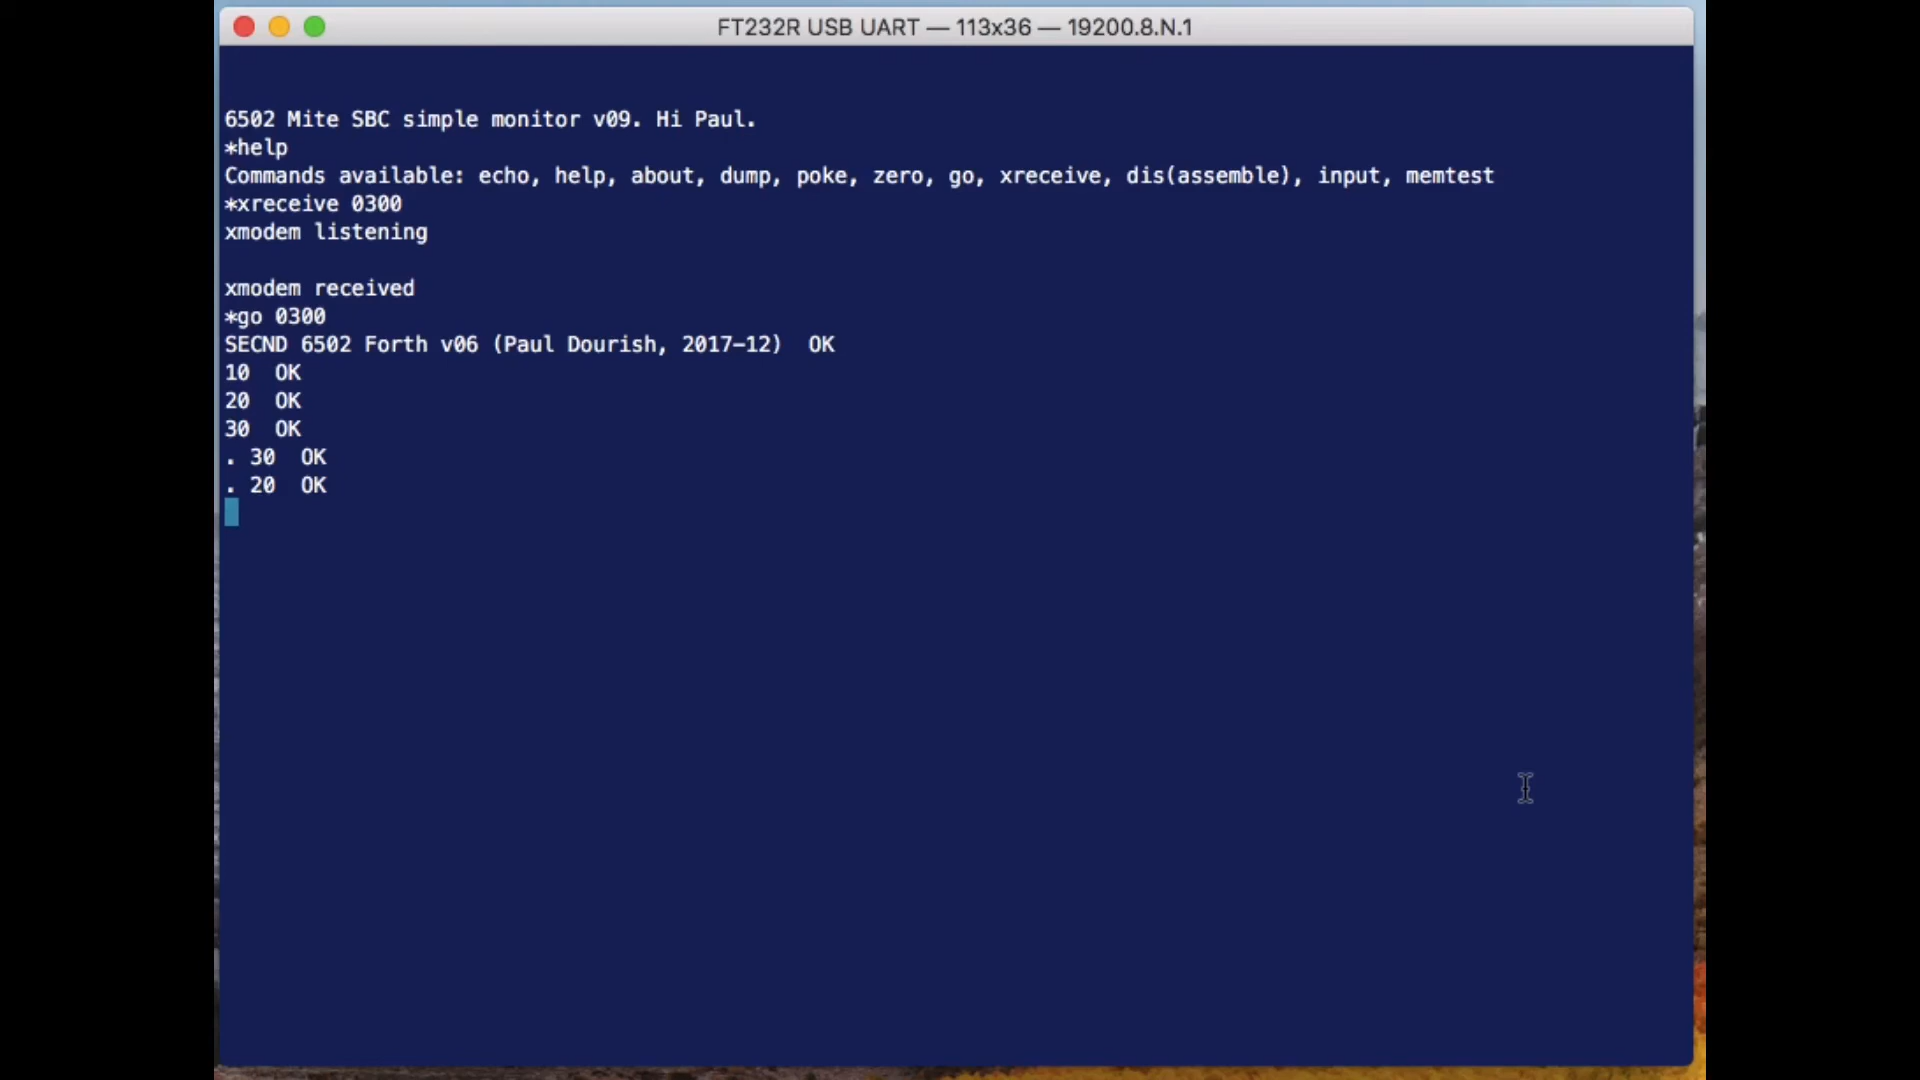 FT232R USB UART — 113x36 — 19200.8.N.1
6502 Mite SBC simple monitor v09. Hi Paul.
*help
Commands available: echo, help, about, dump, poke, zero, go, xreceive, dis(assemble), input, memtest
*xreceive 0300
xmodem listening
xmodem received
*go 0300
SECND 6502 Forth v06 (Paul Dourish, 2017-12)  OK
10  OK
20  OK
30  OK
. 30  OK
. 20  OK